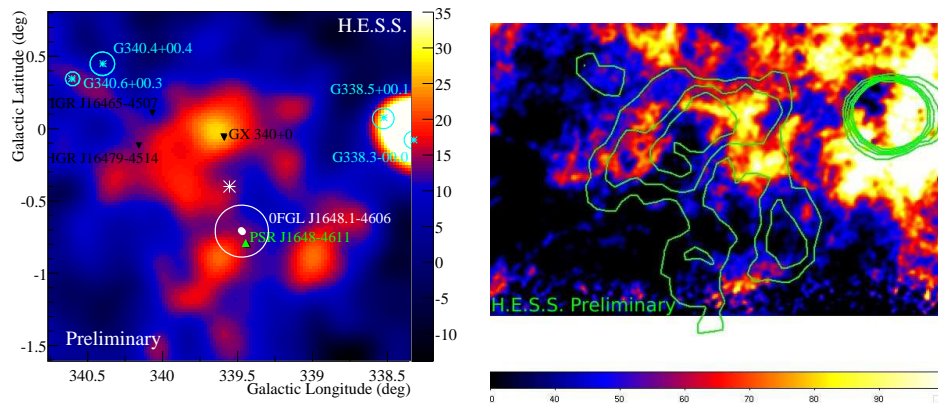 Galactic Latitude (deg)
0.5
0
-0.5
-1
-1.5
H.E.S.S.
G340.4+00.4
G340.6+00.3
IGR J16465-4507
IGR J16479-4514
GX 340+0
G338.5+00.1
G338.3-00.0
0FGL J1648.1-4606
PSR J1648-4611
Preliminary
340.5 340 339.5 339 338.5
Galactic Longitude (deg)
35
30
25
20
15
10
5
0
-5
-10
H.E.S.S. Preliminary
0 40 50 60 70 80 90